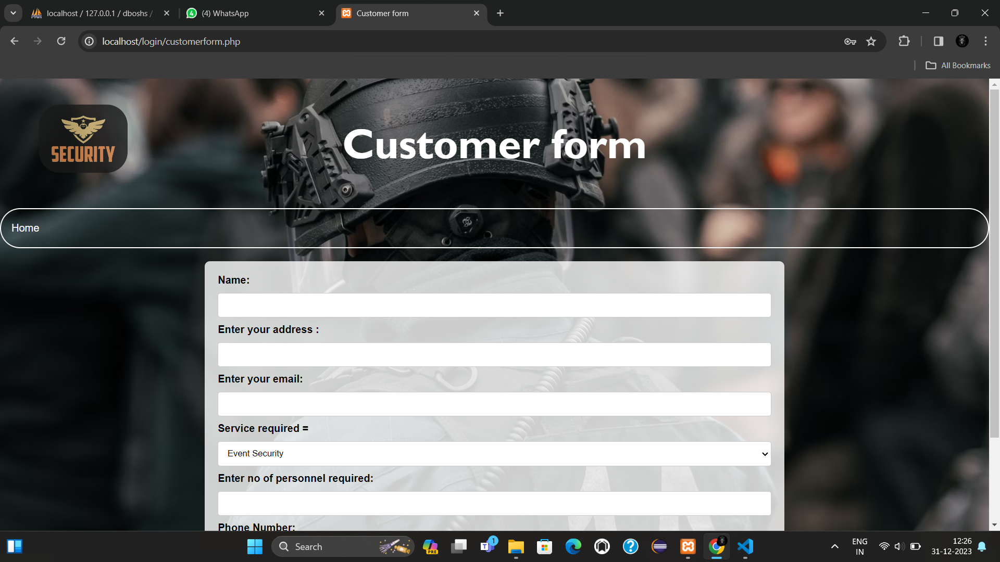 localhost / 127.0.0.1 / dboshs /
(4) WhatsApp
Customer form
localhost/login/customerform.php
All Bookmarks
SECURITY
Customer form
Home
Name:
Enter your address :
Enter your email:
Service required =
Event Security
Enter no of personnel required:
Phone Number:
Search
PRE
1
ENG
IN
12:26
31-12-2023